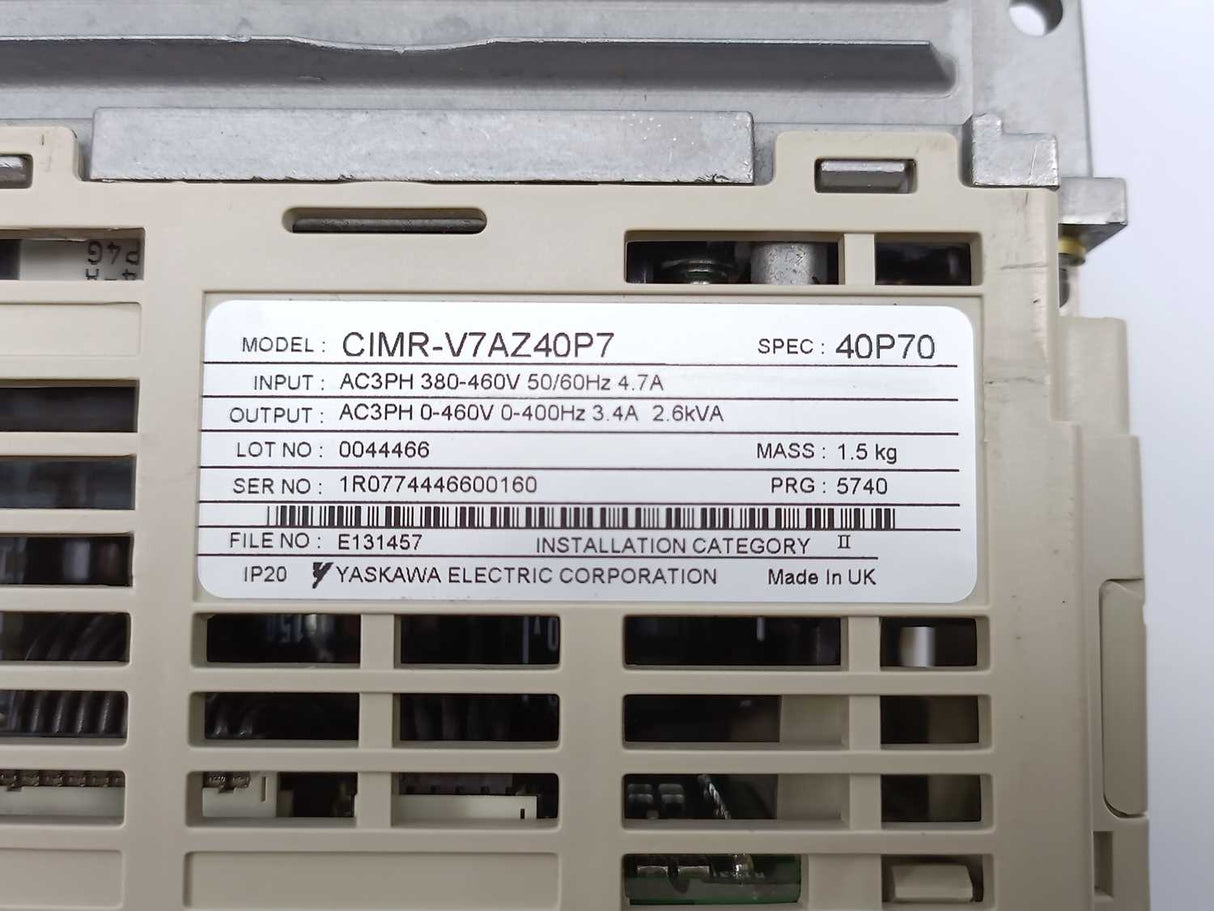 MODEL : CIMR-V7AZ40P7 SPEC : 40P70
INPUT : AC3PH 380-460V 50/60Hz 4.7A
OUTPUT : AC3PH 0-460V 0-400Hz 3.4A 2.6kVA
LOT NO : 0044466 MASS : 1.5 kg
SER NO : 1R0774446600160 PRG : 5740
FILE NO : E131457 INSTALLATION CATEGORY II
IP20 YASKAWA ELECTRIC CORPORATION Made In UK